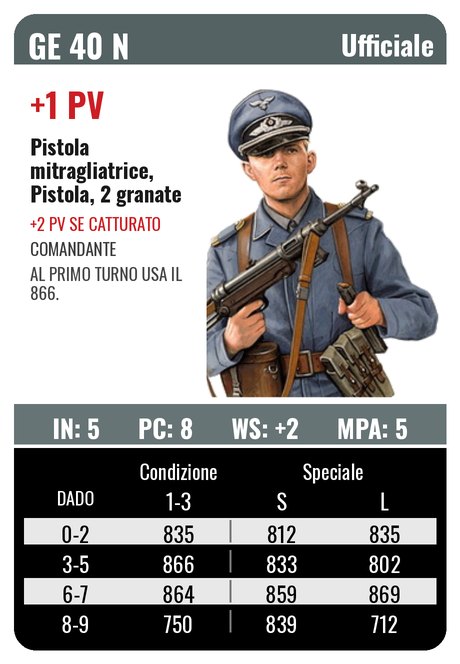 GE 40 N Ufficiale
+1 PV
Pistola
mitragliatrice,
Pistola, 2 granate
+2 PV SE CATTURATO
COMANDANTE
AL PRIMO TURNO USA IL
866.
IN: 5 PC: 8 WS: +2 MPA: 5
Condizione Speciale
DADO 1-3 S L
0-2 835 812 835
3-5 866 833 802
6-7 864 859 869
8-9 750 839 712